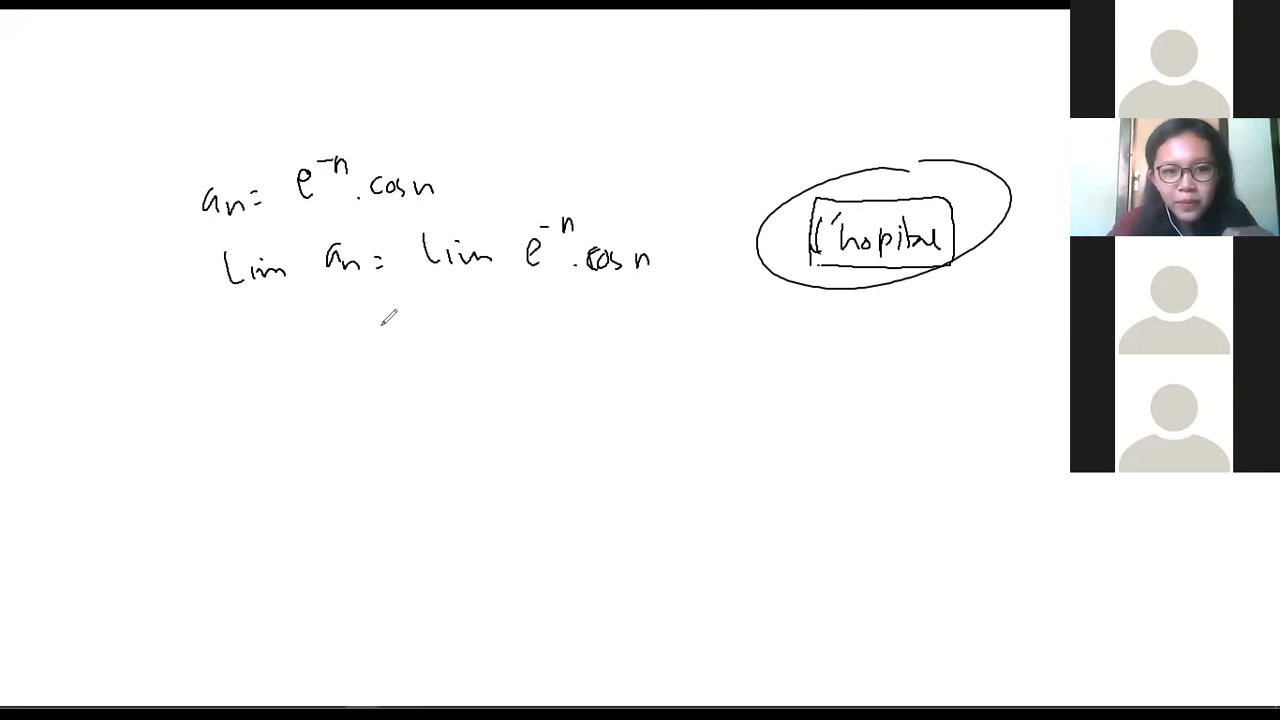 aₙ = e⁻ⁿ . cos n
Lim aₙ = Lim e⁻ⁿ . cos n
L'hopital